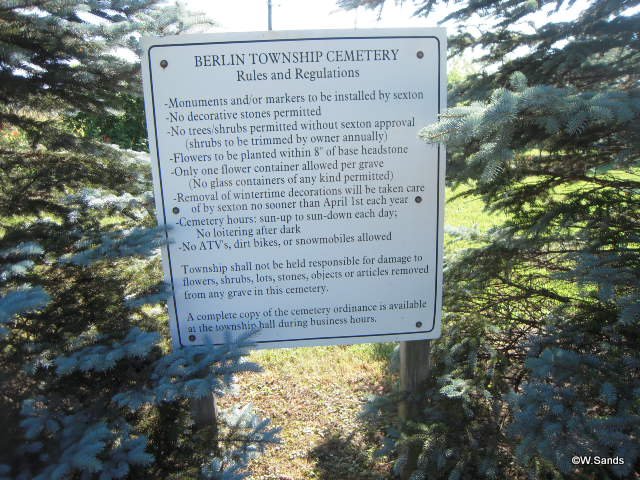 BERLIN TOWNSHIP CEMETERY
Rules and Regulations
-Monuments and/or markers to be installed by sexton
-No decorative stones permitted
-No trees/shrubs permitted without sexton approval
(shrubs to be trimmed by owner annually)
-Flowers to be planted within 8" of base headstone
-Only one flower container allowed per grave
(No glass containers of any kind permitted)
-Removal of wintertime decorations will be taken care
of by sexton no sooner than April 1st each year
-Cemetery hours: sun-up to sun-down each day;
No loitering after dark
-No ATV's, dirt bikes, or snowmobiles allowed
Township shall not be held responsible for damage to
flowers, shrubs, lots, stones, objects or articles removed
from any grave in this cemetery.
A complete copy of the cemetery ordinance is available
at the township hall during business hours.
©W.Sands